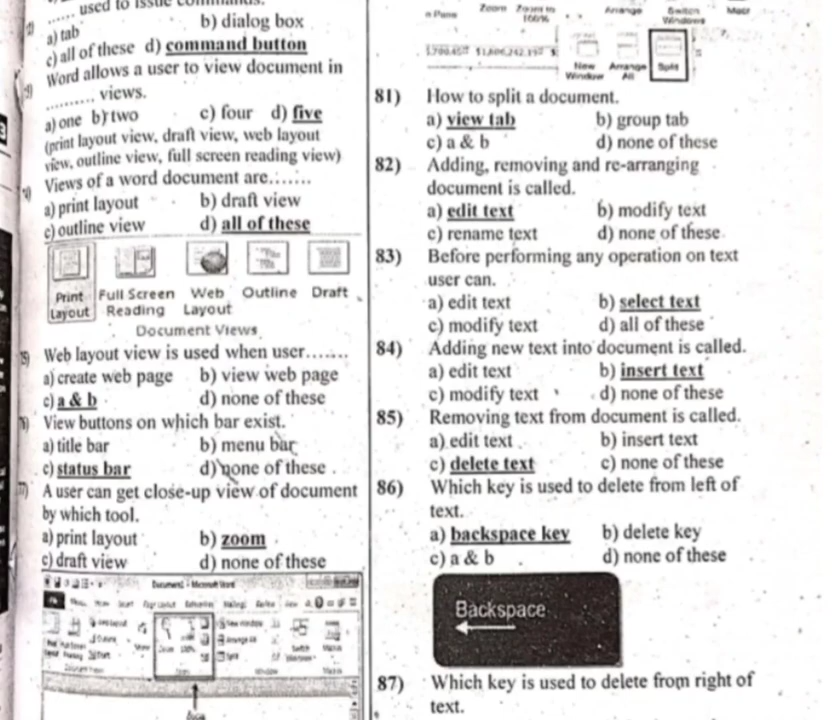 ...... used to issue commands.
a) tab b) dialog box
c) all of these d) command button
Word allows a user to view document in
.......... views.
a) one b) two c) four d) five
(print layout view, draft view, web layout
view, outline view, full screen reading view)
Views of a word document are.......
a) print layout b) draft view
c) outline view d) all of these
Print Layout Full Screen Reading Web Layout Outline Draft
Document Views
75) Web layout view is used when user.......
a) create web page b) view web page
c) a & b d) none of these
View buttons on which bar exist.
a) title bar b) menu bar
c) status bar d) none of these .
77) A user can get close-up view of document
by which tool.
a) print layout b) zoom
c) draft view d) none of these
Document1 - Microsoft Word
Zoom Arrange Switch
100% Windows
New Window Arrange All Split
81) How to split a document.
a) view tab b) group tab
c) a & b d) none of these
82) Adding, removing and re-arranging
document is called.
a) edit text b) modify text
c) rename text d) none of these
83) Before performing any operation on text
user can.
a) edit text b) select text
c) modify text d) all of these
84) Adding new text into document is called.
a) edit text b) insert text
c) modify text d) none of these
85) Removing text from document is called.
a) edit text b) insert text
c) delete text c) none of these
86) Which key is used to delete from left of
text.
a) backspace key b) delete key
c) a & b d) none of these
Backspace
87) Which key is used to delete from right of
text.